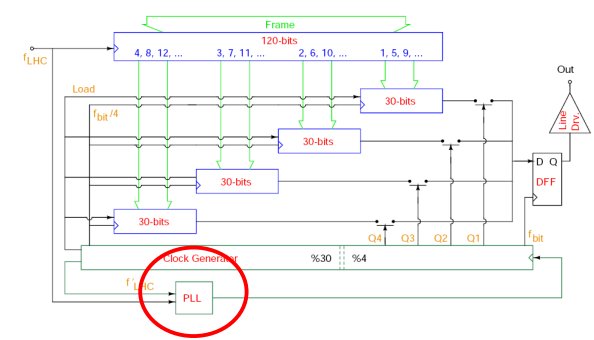 Frame
120-bits
4, 8, 12, ... 3, 7, 11, ... 2, 6, 10, ... 1, 5, 9, ...
fLHC
Out
Load
30-bits
fbit/4
Line Drv.
30-bits
D Q
DFF
30-bits
30-bits
Q4 Q3 Q2 Q1 fbit
Clock Generator %30 %4
f'LHC
PLL